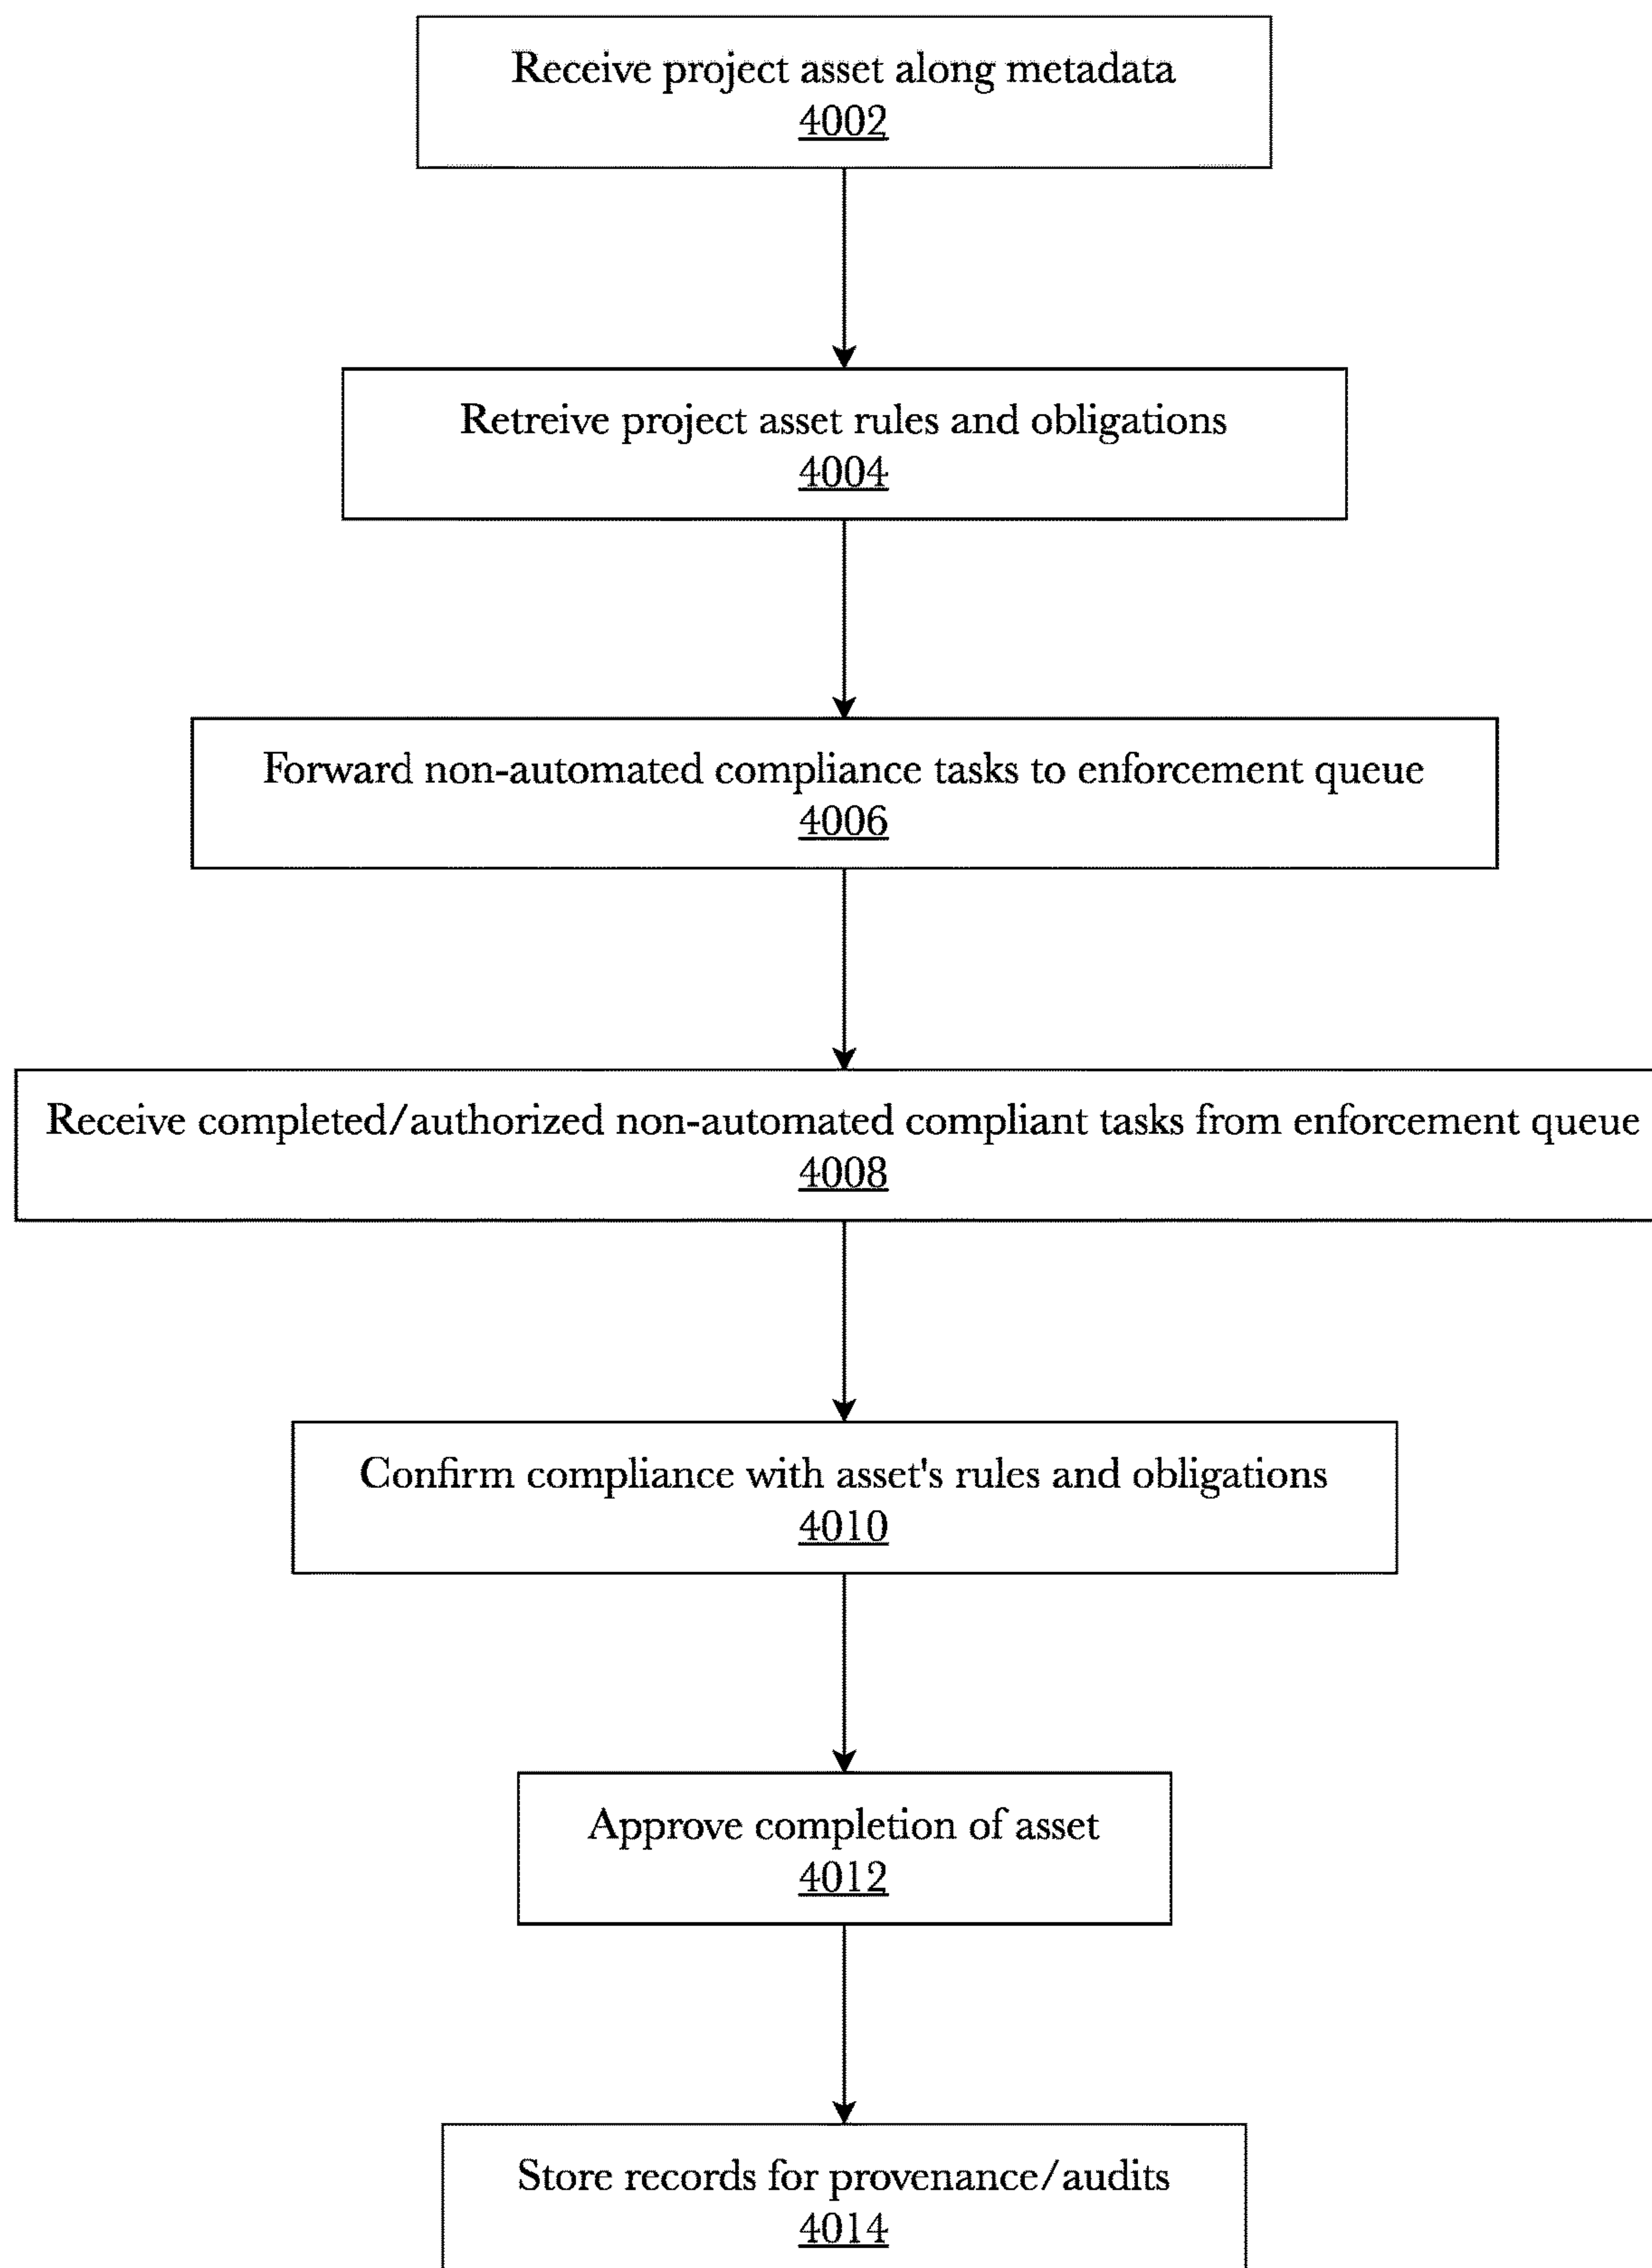 Receive project asset along metadata
4002
Retreive project asset rules and obligations
4004
Forward non-automated compliance tasks to enforcement queue
4006
Receive completed/authorized non-automated compliant tasks from enforcement queue
4008
Confirm compliance with asset's rules and obligations
4010
Approve completion of asset
4012
Store records for provenance/audits
4014